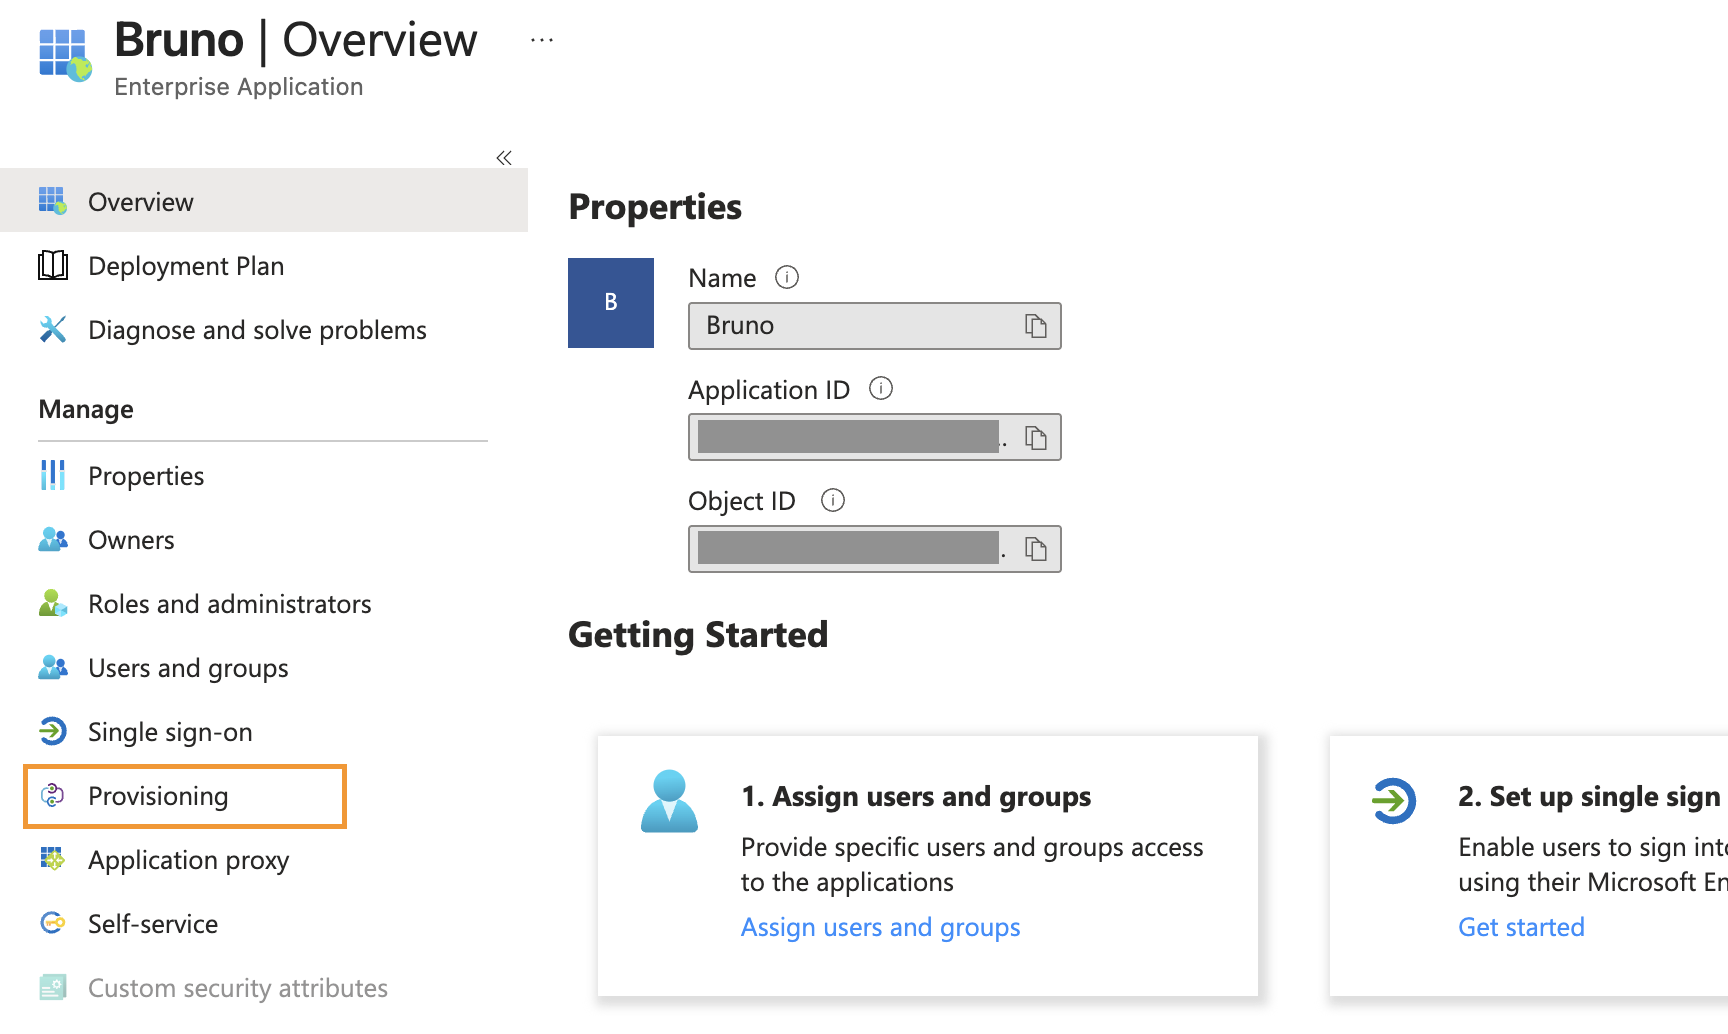 Bruno | Overview
...
Enterprise Application
«
Overview
Deployment Plan
Diagnose and solve problems
Manage
Properties
Owners
Roles and administrators
Users and groups
Single sign-on
Provisioning
Application proxy
Self-service
Custom security attributes
Properties
B
Name
Bruno
Application ID
..
Object ID
.
Getting Started
1. Assign users and groups
Provide specific users and groups access
to the applications
Assign users and groups
2. Set up single sign
Enable users to sign into
using their Microsoft En
Get started